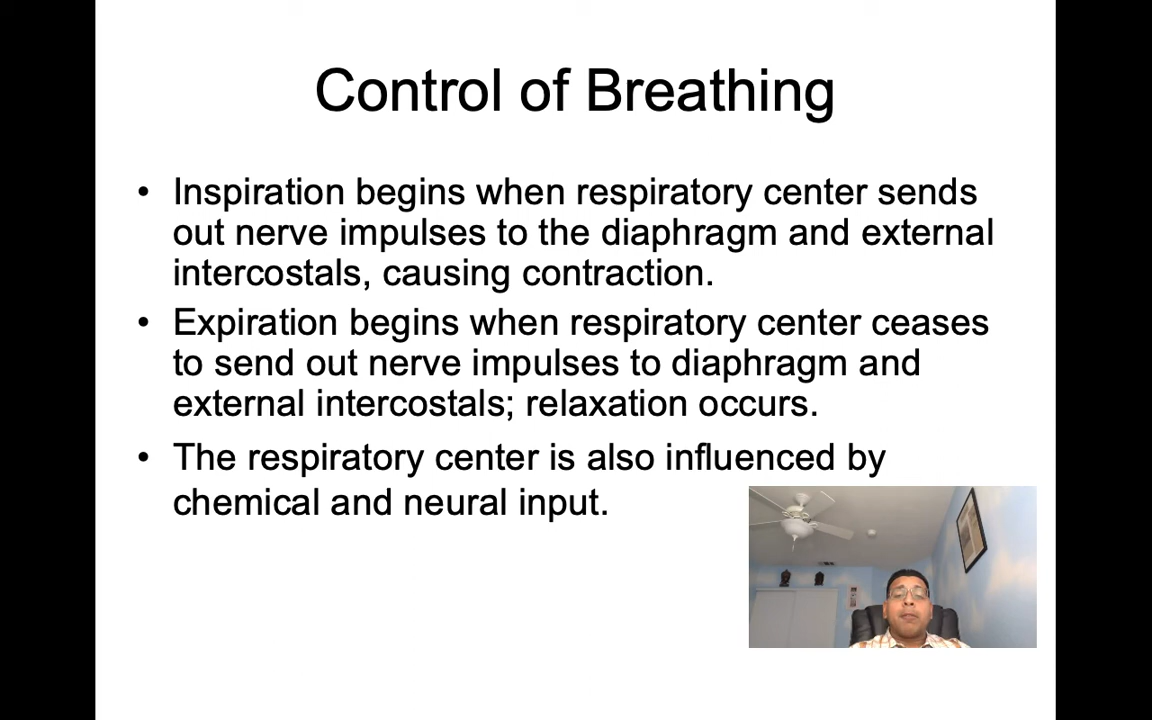 Control of Breathing
• Inspiration begins when respiratory center sends
out nerve impulses to the diaphragm and external
intercostals, causing contraction.
• Expiration begins when respiratory center ceases
to send out nerve impulses to diaphragm and
external intercostals; relaxation occurs.
• The respiratory center is also influenced by
chemical and neural input.